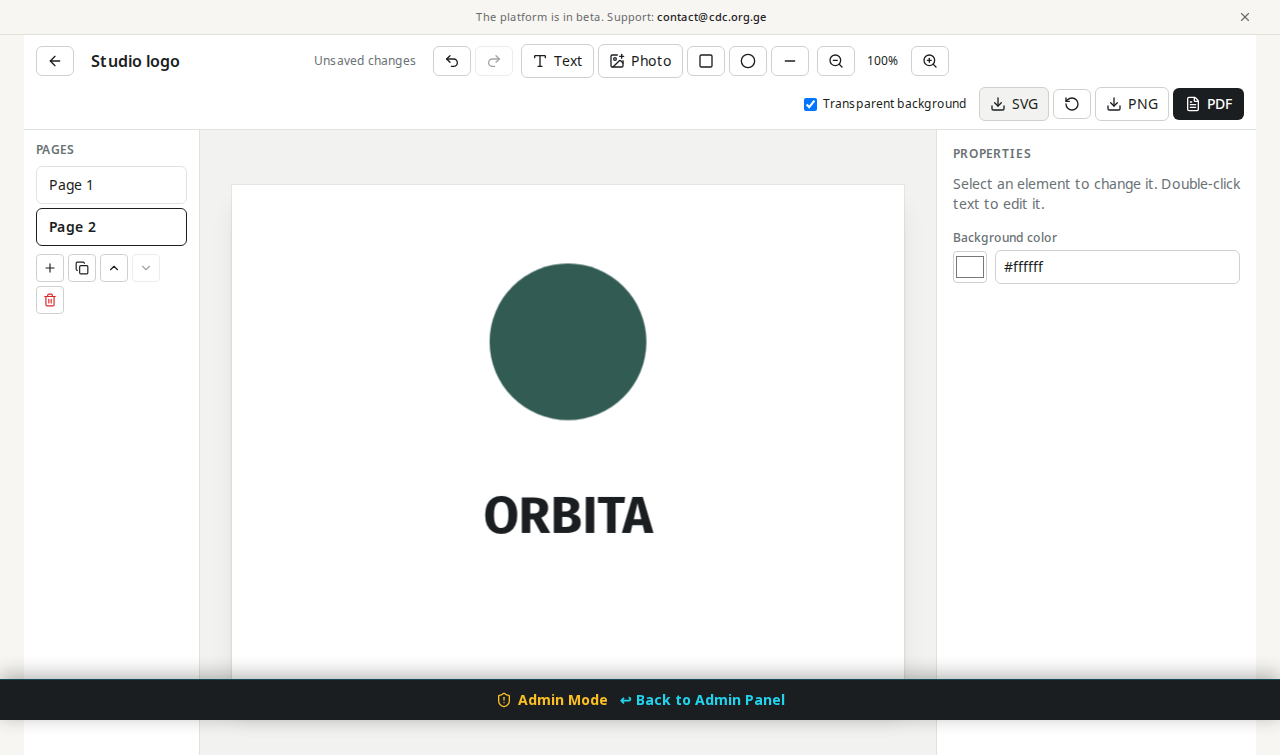 The platform is in beta. Support: contact@cdc.org.ge
Studio logo
Unsaved changes
Text
Photo
100%
Transparent background
SVG
PNG
PDF
PAGES
Page 1
Page 2
ORBITA
PROPERTIES
Select an element to change it. Double-click
text to edit it.
Background color
#ffffff
Admin Mode
↩ Back to Admin Panel